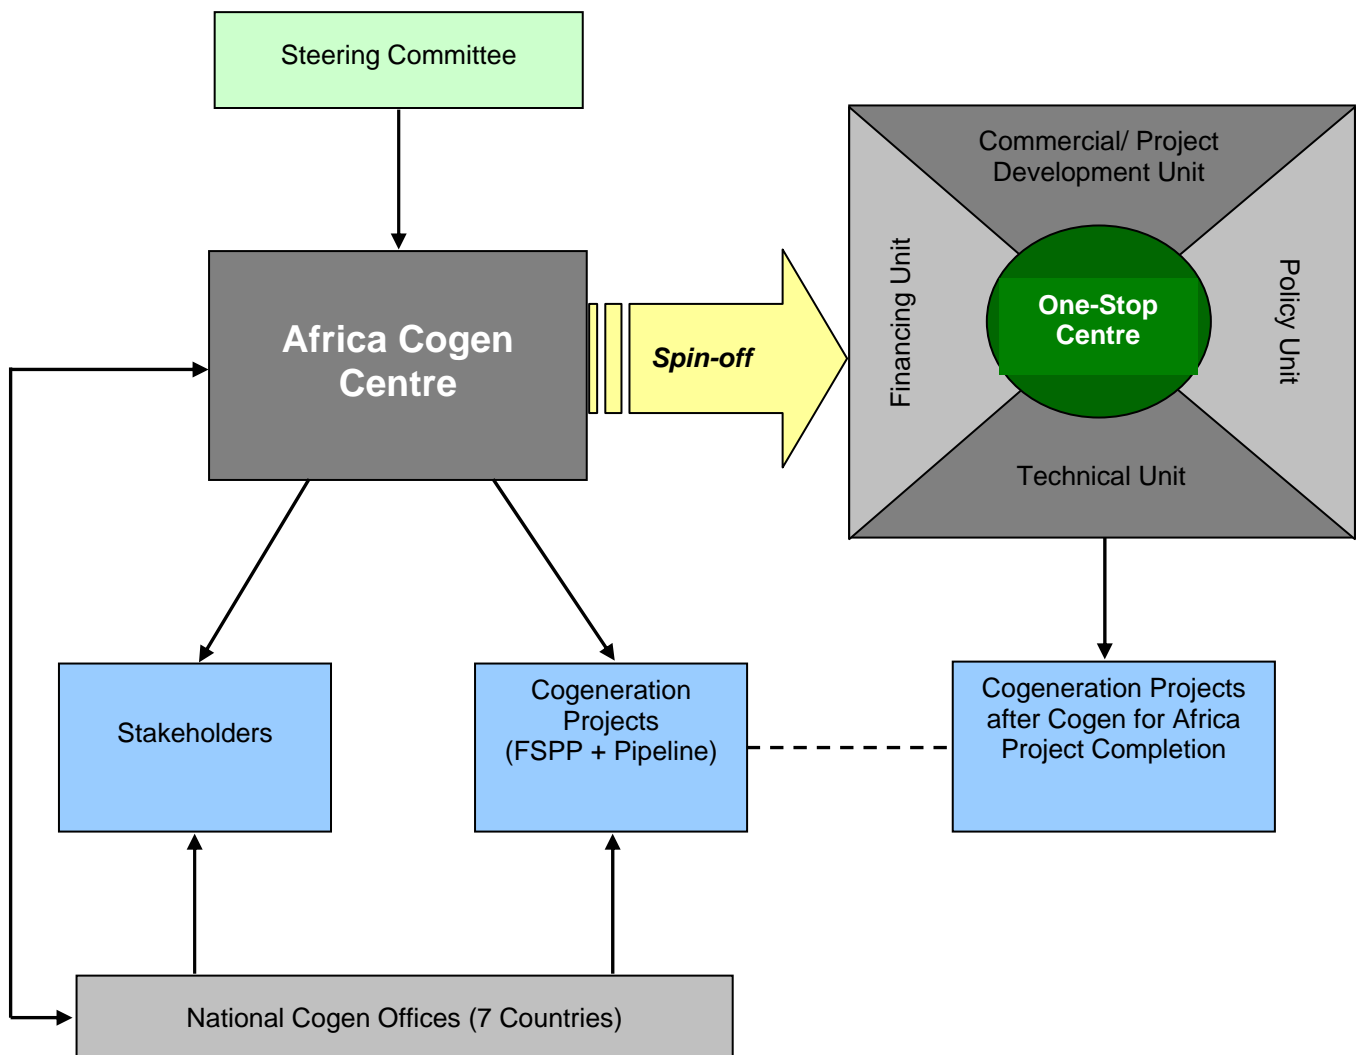 Steering Committee
Commercial/ Project
Development Unit
Financing Unit
One-Stop
Centre
Policy Unit
Technical Unit
Africa Cogen
Centre
Spin-off
Stakeholders
Cogeneration
Projects
(FSPP + Pipeline)
Cogeneration Projects
after Cogen for Africa
Project Completion
National Cogen Offices (7 Countries)